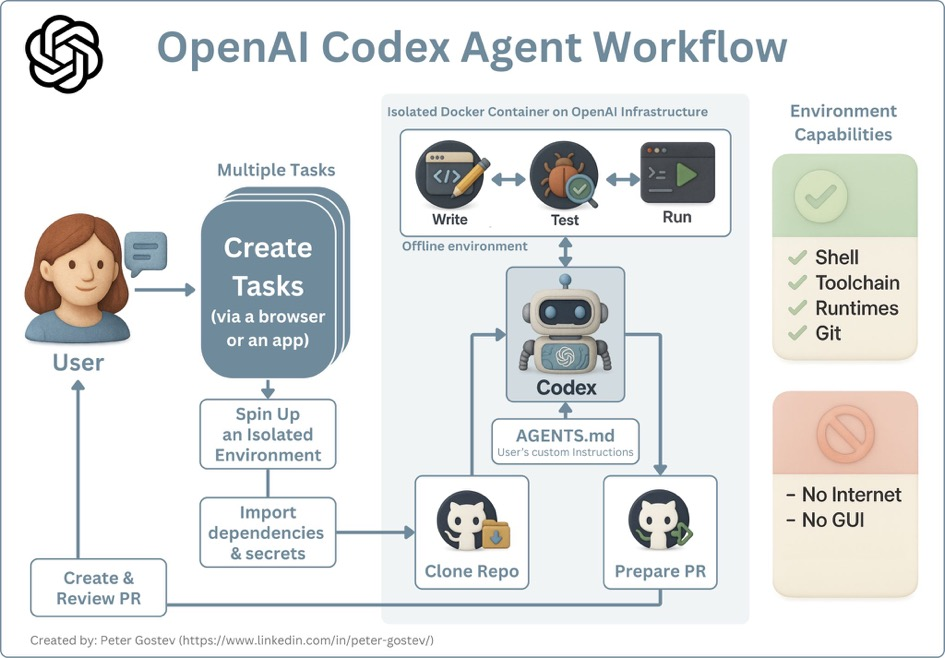 OpenAI Codex Agent Workflow
Isolated Docker Container on OpenAI Infrastructure
Write
Test
Run
Offline environment
Multiple Tasks
Create
Tasks
(via a browser
or an app)
User
Spin Up
an Isolated
Environment
Import
dependencies
& secrets
Codex
AGENTS.md
User's custom Instructions
Clone Repo
Prepare PR
Create &
Review PR
Environment
Capabilities
Shell
Toolchain
Runtimes
Git
– No Internet
– No GUI
Created by: Peter Gostev (https://www.linkedin.com/in/peter-gostev/)